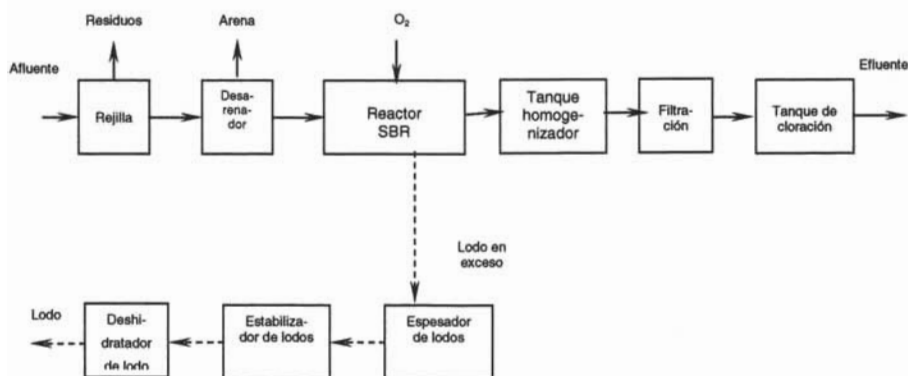 Residuos
Arena
O₂
Afluente
Efluente
Rejilla
Desa-
rena-
dor
Reactor
SBR
Tanque
homoge-
nizador
Filtra-
ción
Tanque de
cloración
Lodo en
exceso
Lodo
Deshi-
dratador
de lodo
Estabiliza-
dor de lodos
Espesador
de lodos